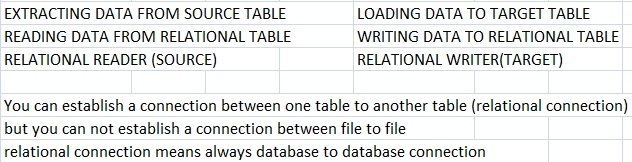 EXTRACTING DATA FROM SOURCE TABLE LOADING DATA TO TARGET TABLE
READING DATA FROM RELATIONAL TABLE WRITING DATA TO RELATIONAL TABLE
RELATIONAL READER (SOURCE) RELATIONAL WRITER(TARGET)
You can establish a connection between one table to another table (relational connection)
but you can not establish a connection between file to file
relational connection means always database to database connection